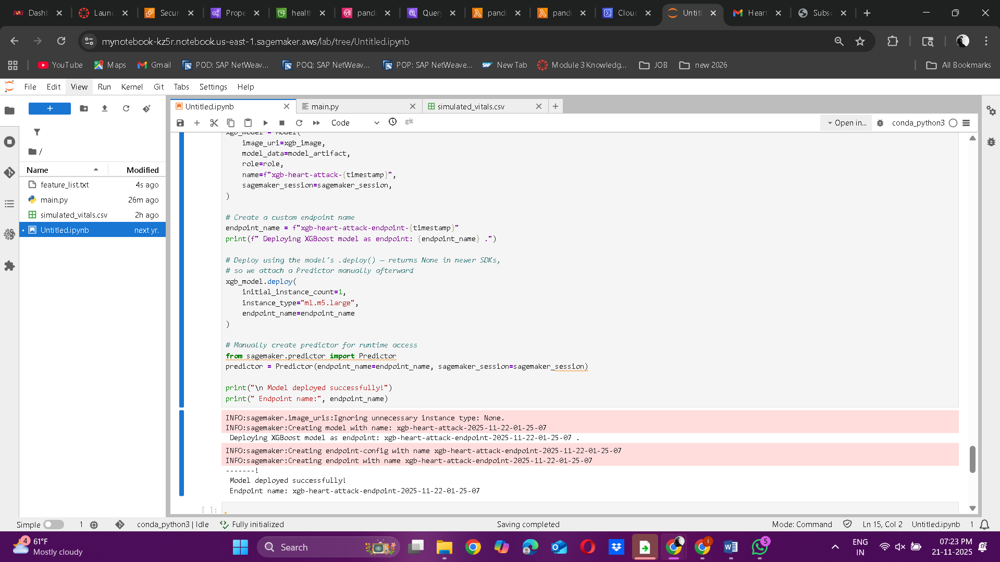 Dashb
Launc
Secur
Prope
health
pandi
Query
pandi
pandi
Cloud
Untitl
Heart
Subsc
mynotebook-kz5r.notebook.us-east-1.sagemaker.aws/lab/tree/Untitled.ipynb
YouTube
Maps
Gmail
POD: SAP NetWeav...
POQ: SAP NetWeav...
POP: SAP NetWeave...
New Tab
Module 3 Knowledg...
JOB
new 2026
All Bookmarks
File Edit View Run Kernel Git Tabs Settings Help
Untitled.ipynb
main.py
simulated_vitals.csv
Code
git
Open in...
conda_python3
/
Name Modified
feature_list.txt 4s ago
main.py 26m ago
simulated_vitals.csv 2h ago
Untitled.ipynb next yr.
xgb_model = Model(
image_uri=xgb_image,
model_data=model_artifact,
role=role,
name=f"xgb-heart-attack-{timestamp}",
sagemaker_session=sagemaker_session,
)
# Create a custom endpoint name
endpoint_name = f"xgb-heart-attack-endpoint-{timestamp}"
print(f" Deploying XGBoost model as endpoint: {endpoint_name} .")
# Deploy using the model's .deploy() — returns None in newer SDKs,
# so we attach a Predictor manually afterward
xgb_model.deploy(
initial_instance_count=1,
instance_type="ml.m5.large",
endpoint_name=endpoint_name
)
# Manually create predictor for runtime access
from sagemaker.predictor import Predictor
predictor = Predictor(endpoint_name=endpoint_name, sagemaker_session=sagemaker_session)
print("\n Model deployed successfully!")
print(" Endpoint name:", endpoint_name)
INFO:sagemaker.image_uris:Ignoring unnecessary instance type: None.
INFO:sagemaker:Creating model with name: xgb-heart-attack-2025-11-22-01-25-07
Deploying XGBoost model as endpoint: xgb-heart-attack-endpoint-2025-11-22-01-25-07 .
INFO:sagemaker:Creating endpoint-config with name xgb-heart-attack-endpoint-2025-11-22-01-25-07
INFO:sagemaker:Creating endpoint with name xgb-heart-attack-endpoint-2025-11-22-01-25-07
-------!
Model deployed successfully!
Endpoint name: xgb-heart-attack-endpoint-2025-11-22-01-25-07
[ ]:
Simple 1 conda_python3 | Idle Fully initialized Saving completed Mode: Command Ln 15, Col 2 Untitled.ipynb 1
4
61°F
Mostly cloudy
Search
5
ENG
IN
07:23 PM
21-11-2025